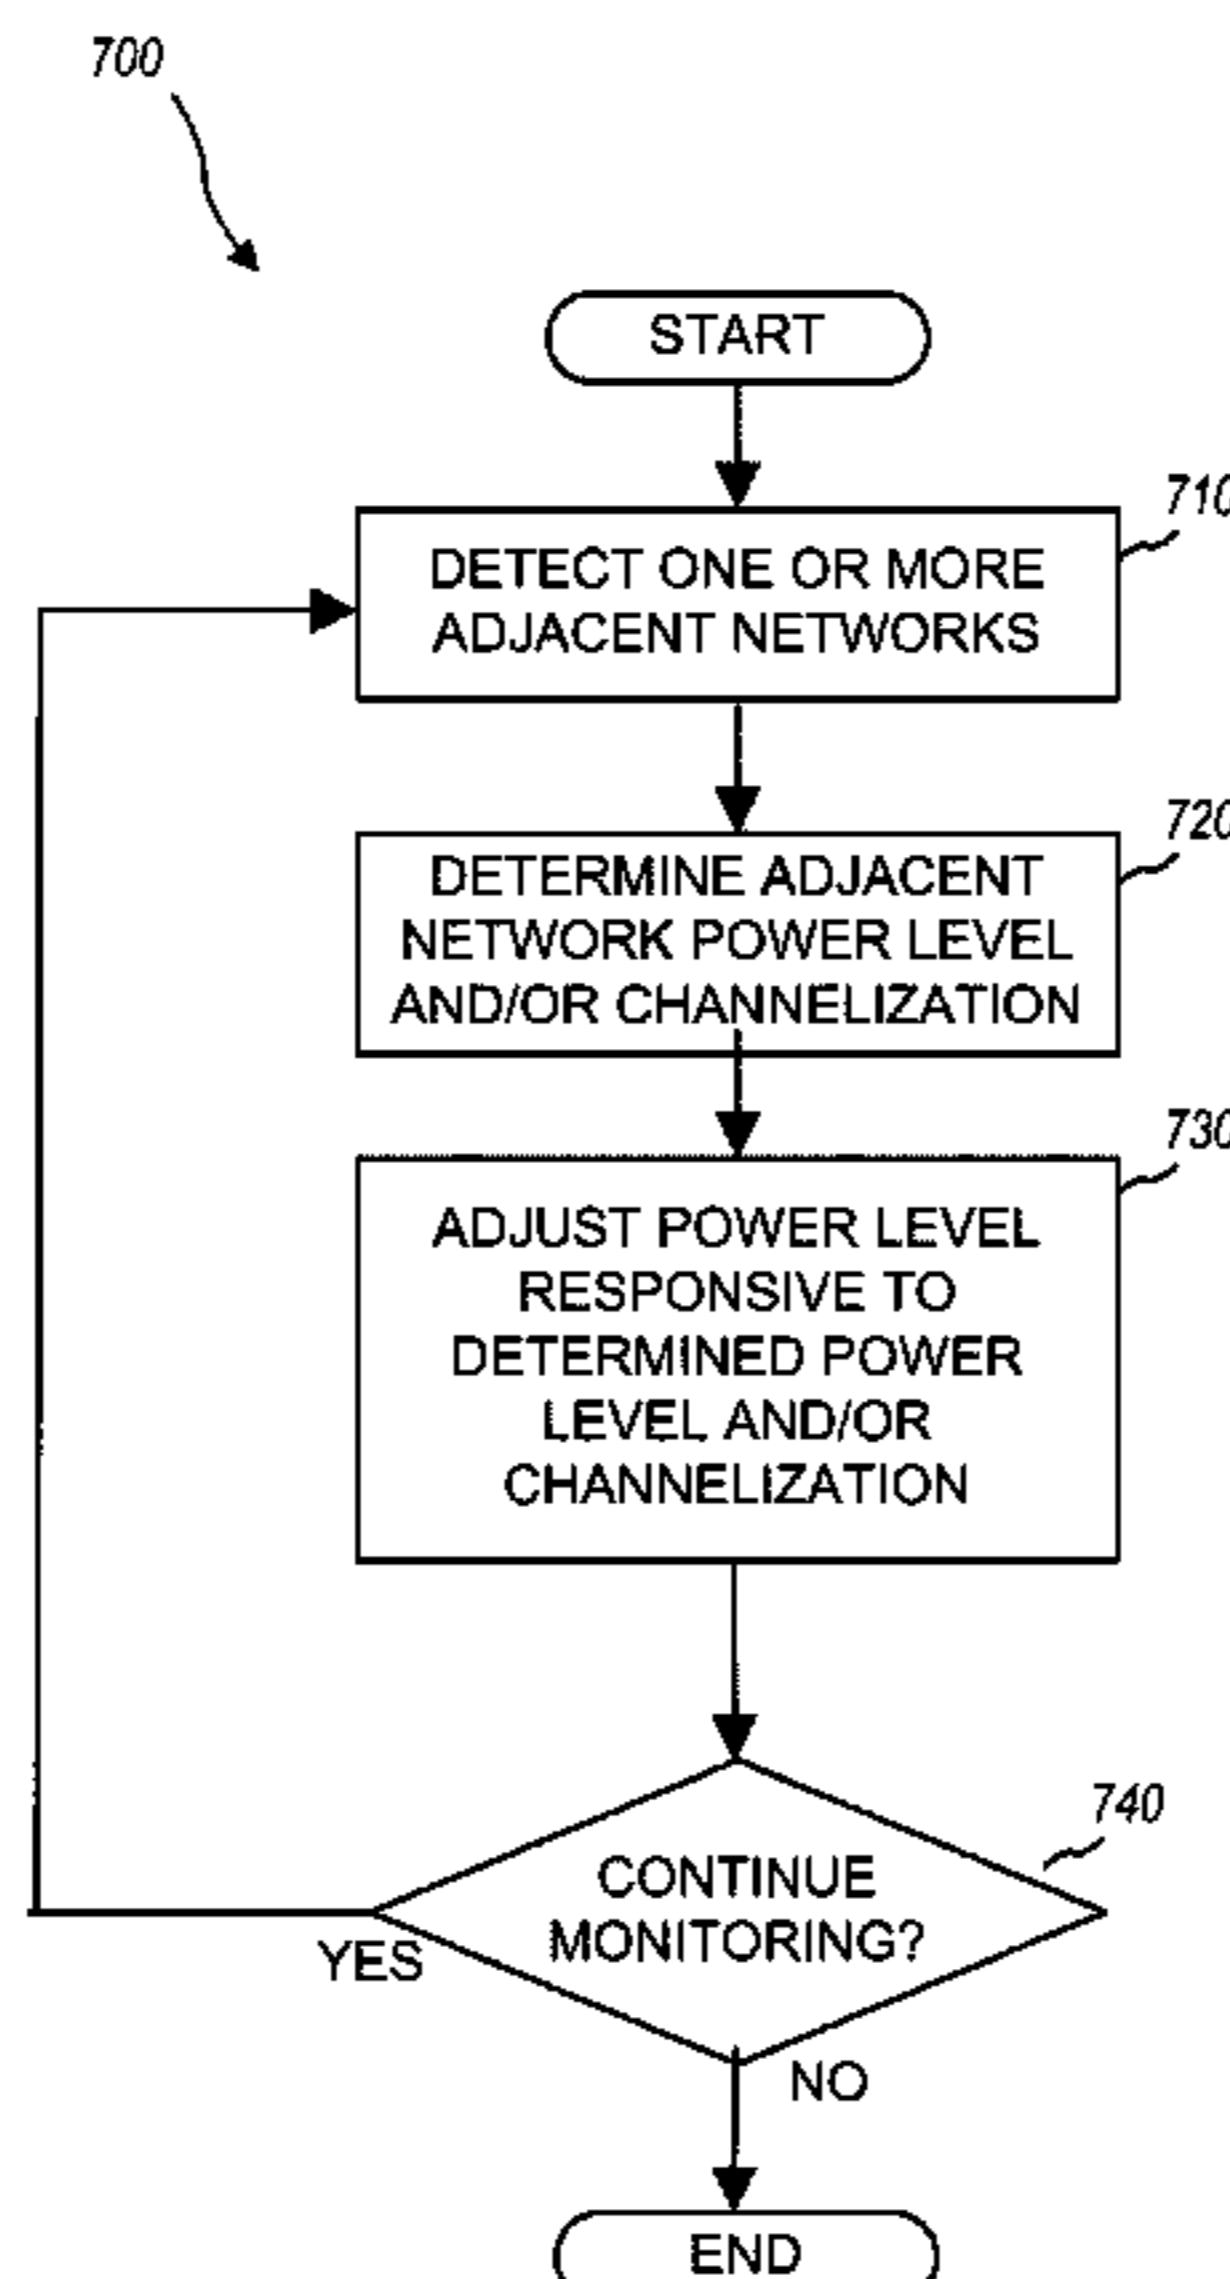 700
START
710
DETECT ONE OR MORE
ADJACENT NETWORKS
720
DETERMINE ADJACENT
NETWORK POWER LEVEL
AND/OR CHANNELIZATION
730
ADJUST POWER LEVEL
RESPONSIVE TO
DETERMINED POWER
LEVEL AND/OR
CHANNELIZATION
740
CONTINUE
MONITORING?
YES
NO
END